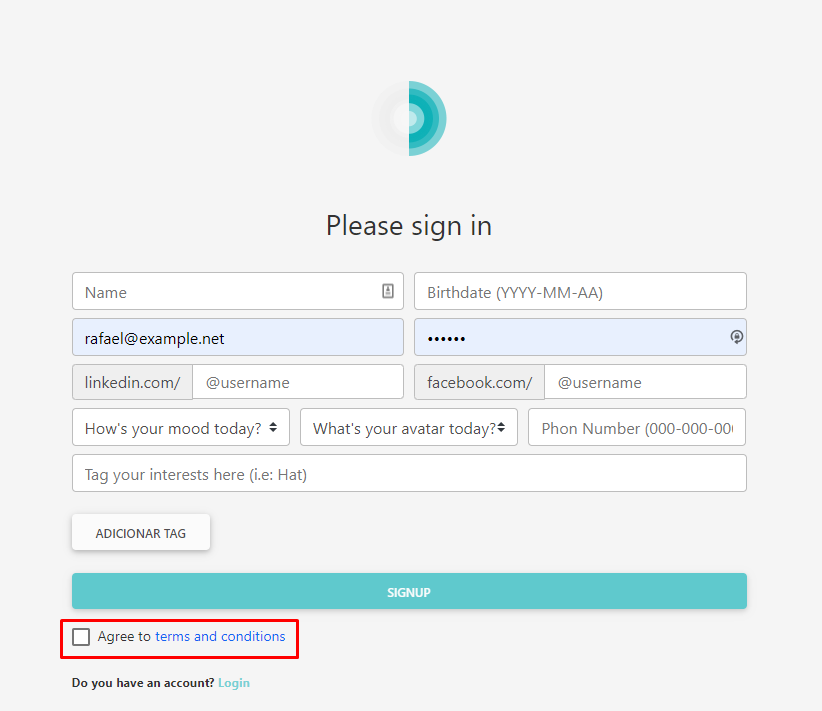 Please sign in
Name Birthdate (YYYY-MM-AA)
rafael@example.net ••••••
linkedin.com/ @username facebook.com/ @username
How's your mood today? What's your avatar today? Phon Number (000-000-00
Tag your interests here (i.e: Hat)
ADICIONAR TAG
SIGNUP
Agree to terms and conditions
Do you have an account? Login